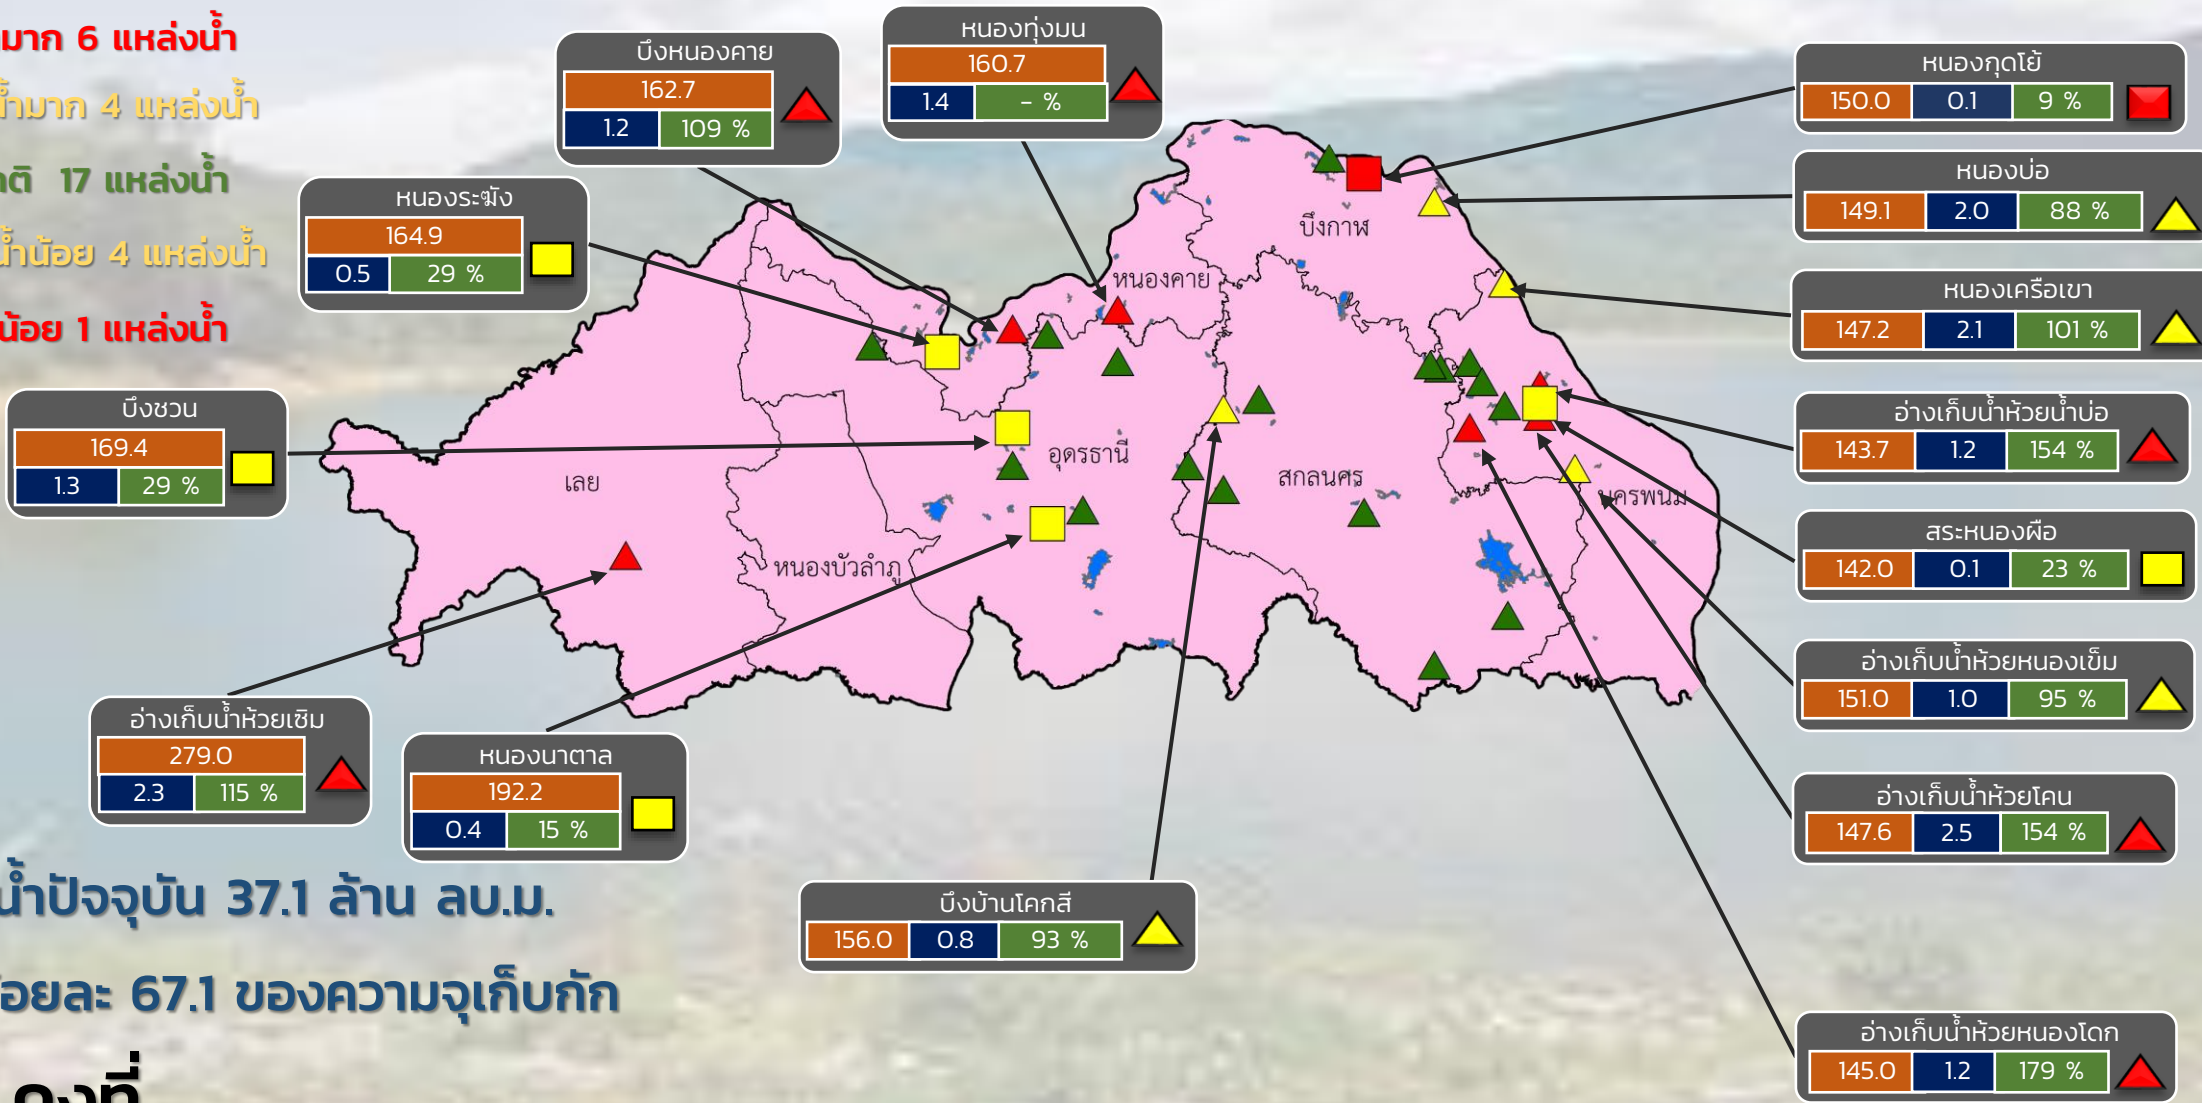 มาก 6 แหล่งน้ำ
น้ำมาก 4 แหล่งน้ำ
17 แหล่งน้ำ
น้ำน้อย 4 แหล่งน้ำ
น้อย 1 แหล่งน้ำ
บึงหนองคาย
162.7
1.2 109 %
หนองทุ่งมน
160.7
1.4 - %
หนองระฆัง
164.9
0.5 29 %
บึงชวน
169.4
1.3 29 %
อ่างเก็บน้ำห้วยเซิม
279.0
2.3 115 %
หนองนาตาล
192.2
0.4 15 %
บึงบ้านโคกสี
156.0 0.8 93 %
หนองกุดโย้
150.0 0.1 9 %
หนองบ่อ
149.1 2.0 88 %
หนองเครือเขา
147.2 2.1 101 %
อ่างเก็บน้ำห้วยน้ำบ่อ
143.7 1.2 154 %
สระหนองผือ
142.0 0.1 23 %
อ่างเก็บน้ำห้วยหนองเข็ม
151.0 1.0 95 %
อ่างเก็บน้ำห้วยโคน
147.6 2.5 154 %
อ่างเก็บน้ำห้วยหนองโดก
145.0 1.2 179 %
บึงกาฬ
หนองคาย
อุดรธานี
เลย
สกลนคร
นครพนม
หนองบัวลำภู
น้ำปัจจุบัน 37.1 ล้าน ลบ.ม.
้อยละ 67.1 ของความจุเก็บกัก
คงที่